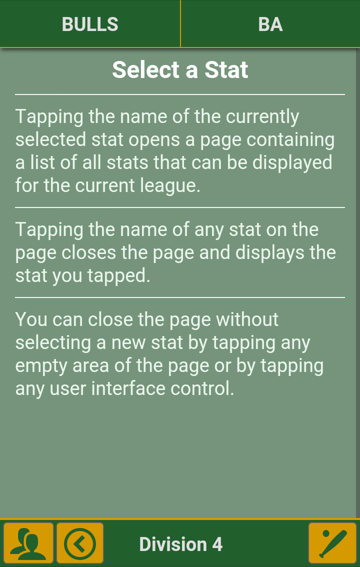 BULLS BA
Select a Stat
Tapping the name of the currently
selected stat opens a page containing
a list of all stats that can be displayed
for the current league.
Tapping the name of any stat on the
page closes the page and displays the
stat you tapped.
You can close the page without
selecting a new stat by tapping any
empty area of the page or by tapping
any user interface control.
Division 4